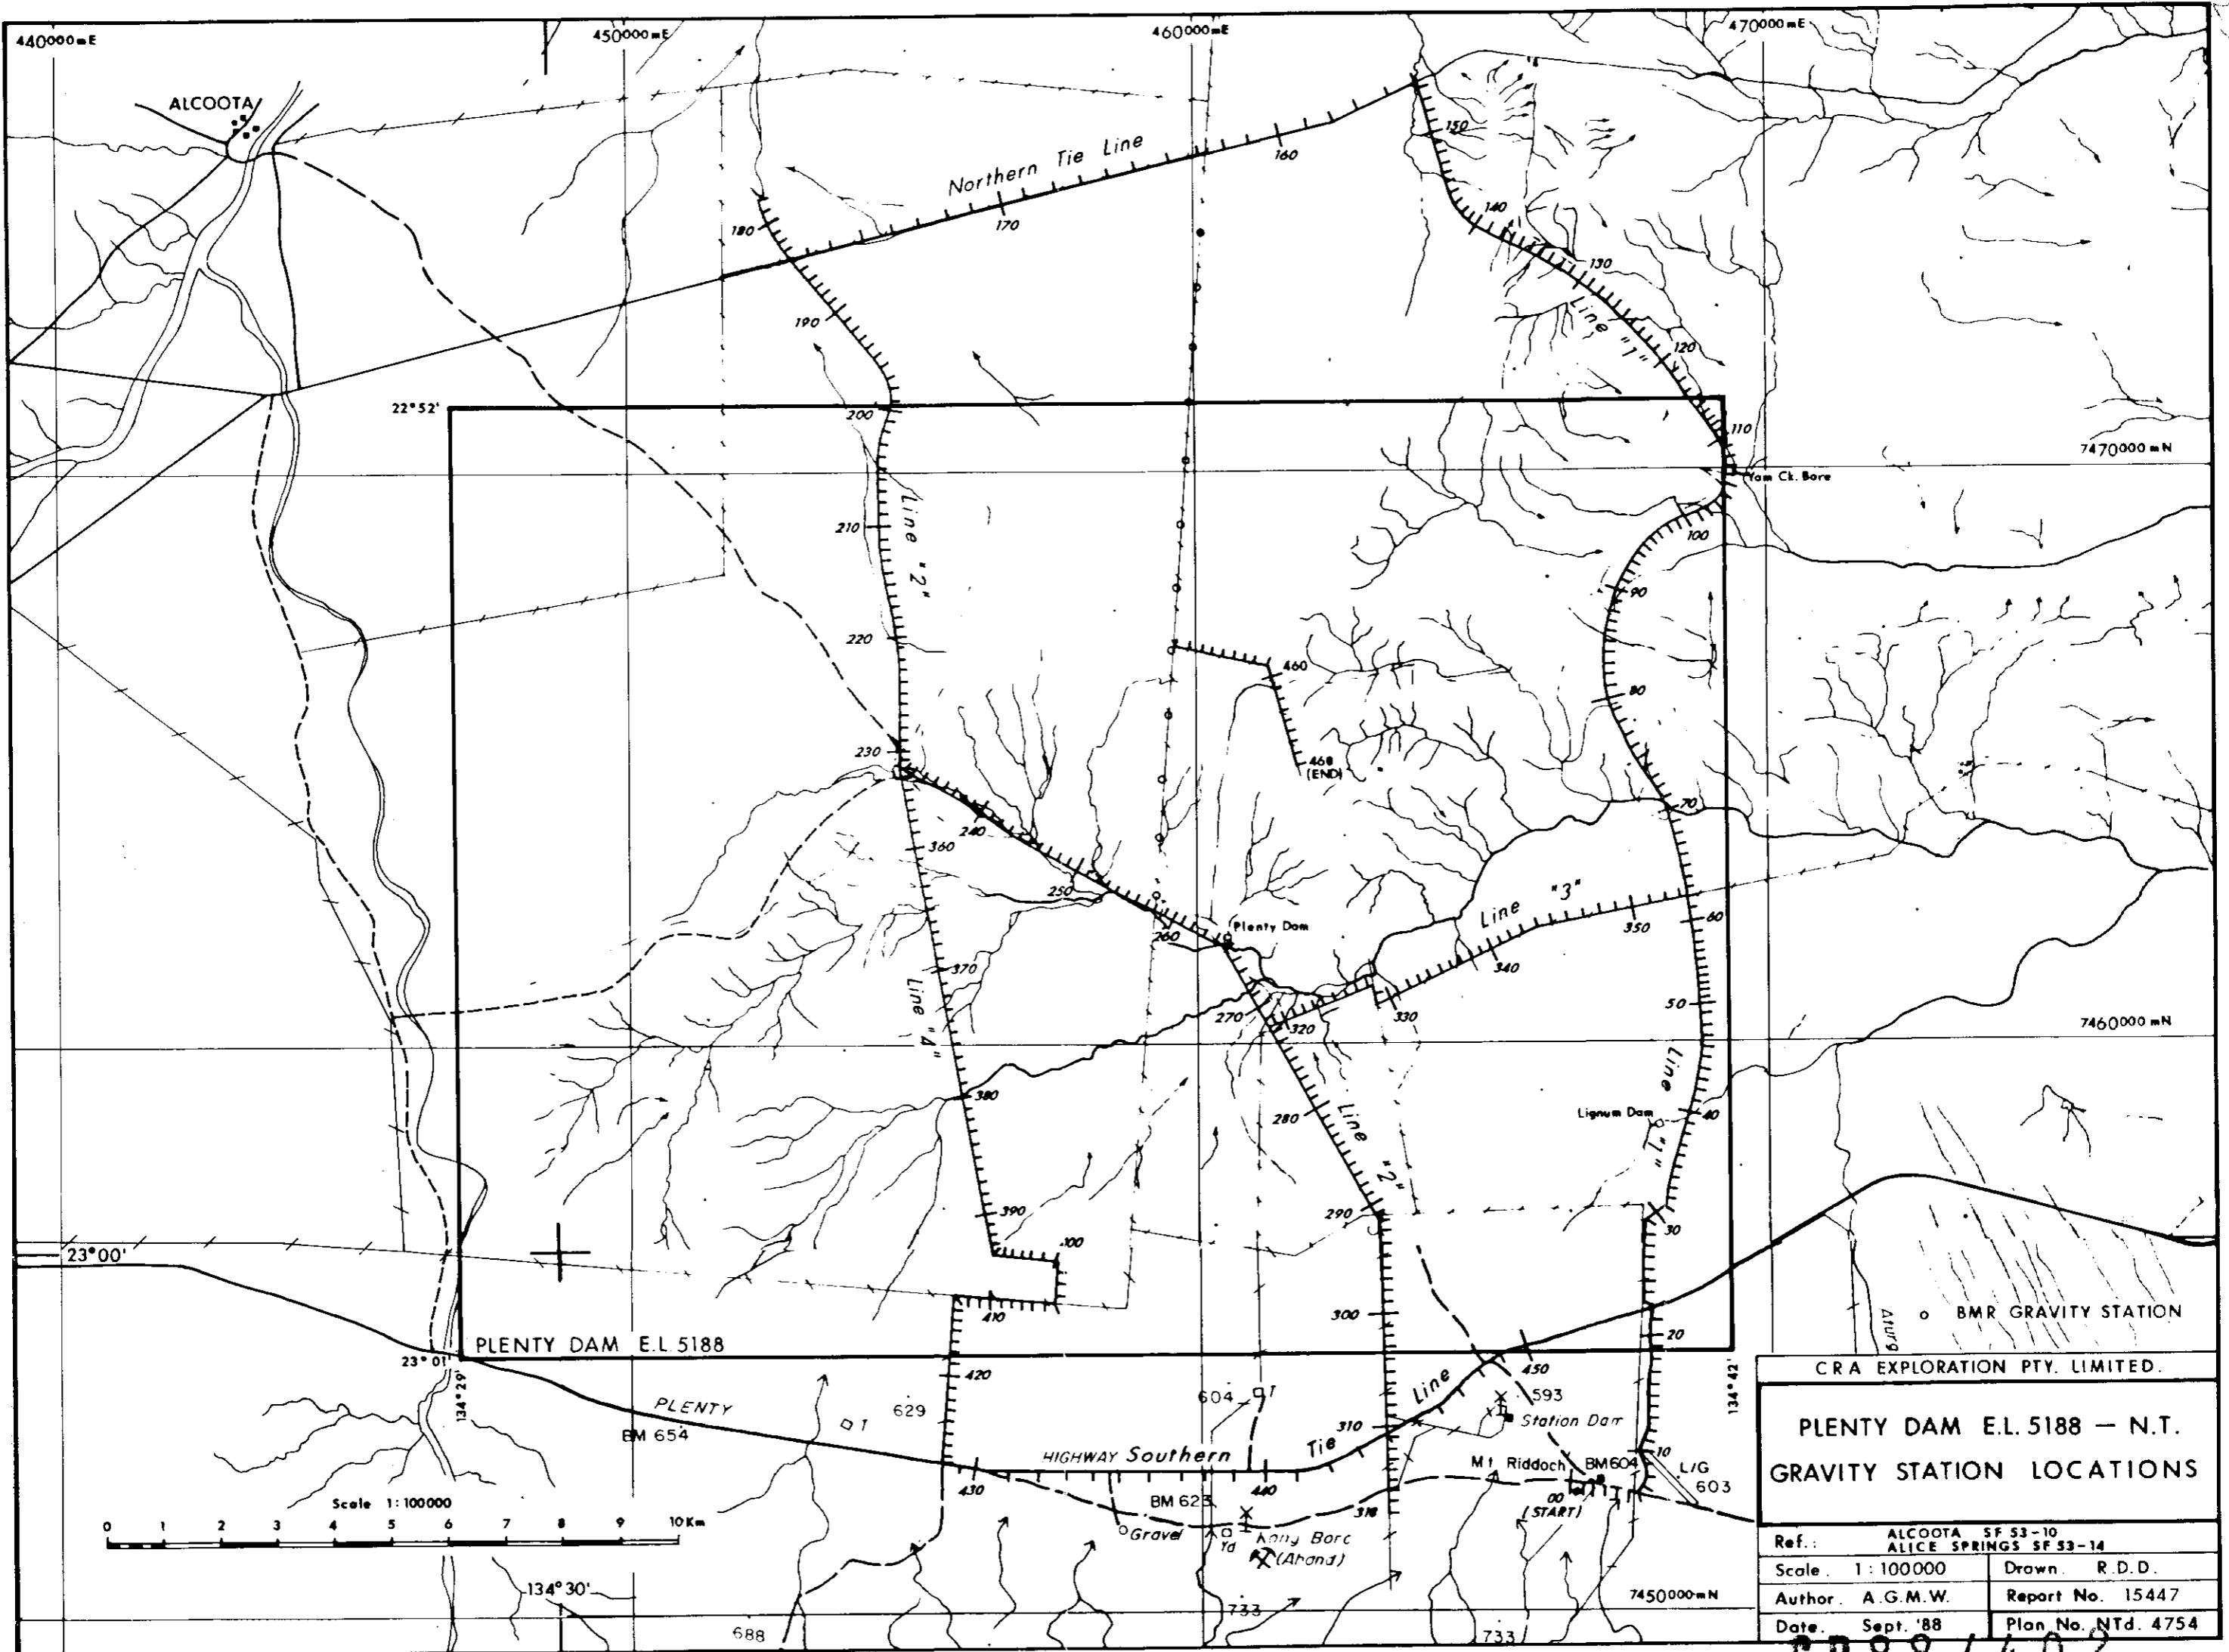 440000mE
450000mE
460000mE
470000mE
ALCOOTA
Northern Tie Line
150
160
170
180
140
130
190
Line "1"
120
22°52'
200
110
7470000mN
Yam Ck. Bore
Line "2"
210
100
90
220
460
80
230
468
(END)
70
240
360
250
Line "3"
350
60
260
Plenty Dam
340
370
Line "4"
50
270
320
330
7460000mN
Line "1"
380
280
Lignum Dam
40
Line "2"
290
390
30
23°00'
300
410
20
BMR GRAVITY STATION
PLENTY DAM E.L. 5188
23°01'
134°29'
134°42'
420
450
604
T
593
Line
629
T
310
Station Dam
PLENTY
BM 654
HIGHWAY Southern Tie
Mt Riddoch
BM604
10
L/G
603
430
440
BM 623
318
00
(START)
Gravel
Yd
Bore
(Aband)
Scale 1:100000
0 1 2 3 4 5 6 7 8 9 10 Km
134°30'
688
733
733
7450000mN
CRA EXPLORATION PTY. LIMITED.
PLENTY DAM E.L. 5188 — N.T.
GRAVITY STATION LOCATIONS
Ref.: ALCOOTA SF 53-10
ALICE SPRINGS SF 53-14
Scale. 1:100000
Drawn. R.D.D.
Author. A.G.M.W.
Report No. 15447
Date. Sept. '88
Plan No. NTd. 4754